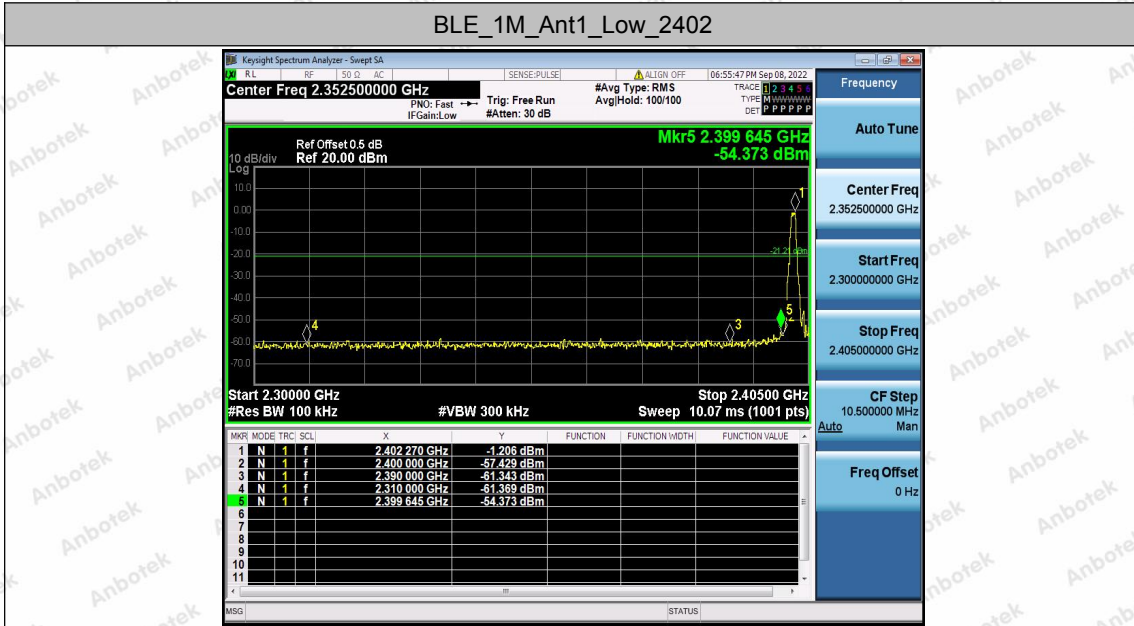 BLE_1M_Ant1_Low_2402
Keysight Spectrum Analyzer - Swept SA
RL RF 50 Ω AC SENSE:PULSE ALIGN OFF 06:55:47 PM Sep 08, 2022
Center Freq 2.352500000 GHz
PNO: Fast
IFGain:Low
Trig: Free Run
#Atten: 30 dB
#Avg Type: RMS
Avg|Hold: 100/100
TRACE 1 2 3 4 5 6
TYPE M WWWWW
DET P P P P P P
Frequency
Auto Tune
Center Freq
2.352500000 GHz
Start Freq
2.300000000 GHz
Stop Freq
2.405000000 GHz
CF Step
10.500000 MHz
Auto Man
Freq Offset
0 Hz
Mkr5 2.399 645 GHz
-54.373 dBm
Ref Offset 0.5 dB
10 dB/div Ref 20.00 dBm
Log
10.0
0.00
-10.0
-20.0
-30.0
-40.0
-50.0
-60.0
-70.0
1
-21.21 dBm
5
2
3
4
Start 2.30000 GHz Stop 2.40500 GHz
#Res BW 100 kHz #VBW 300 kHz Sweep 10.07 ms (1001 pts)
MKR MODE TRC SCL X Y FUNCTION FUNCTION WIDTH FUNCTION VALUE
1 N 1 f 2.402 270 GHz -1.206 dBm
2 N 1 f 2.400 000 GHz -57.429 dBm
3 N 1 f 2.390 000 GHz -61.343 dBm
4 N 1 f 2.310 000 GHz -61.369 dBm
5 N 1 f 2.399 645 GHz -54.373 dBm
6
7
8
9
10
11
MSG STATUS
Anbotek